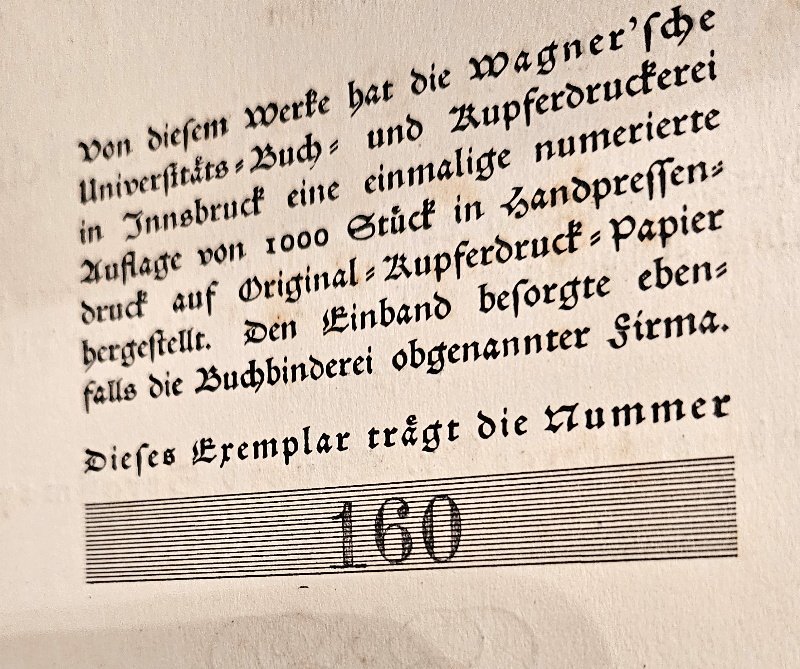 Von dieſem Werke hat die Wagner'ſche
Univerſitäts-Buch- und Kupferdruckerei
in Innsbruck eine einmalige numerierte
Auflage von 1000 Stück in Handpreſſen-
druck auf Original-Kupferdruck-Papier
hergeſtellt. Den Einband beſorgte eben-
falls die Buchbinderei obgenannter Firma.
Dieſes Exemplar trägt die Nummer
160